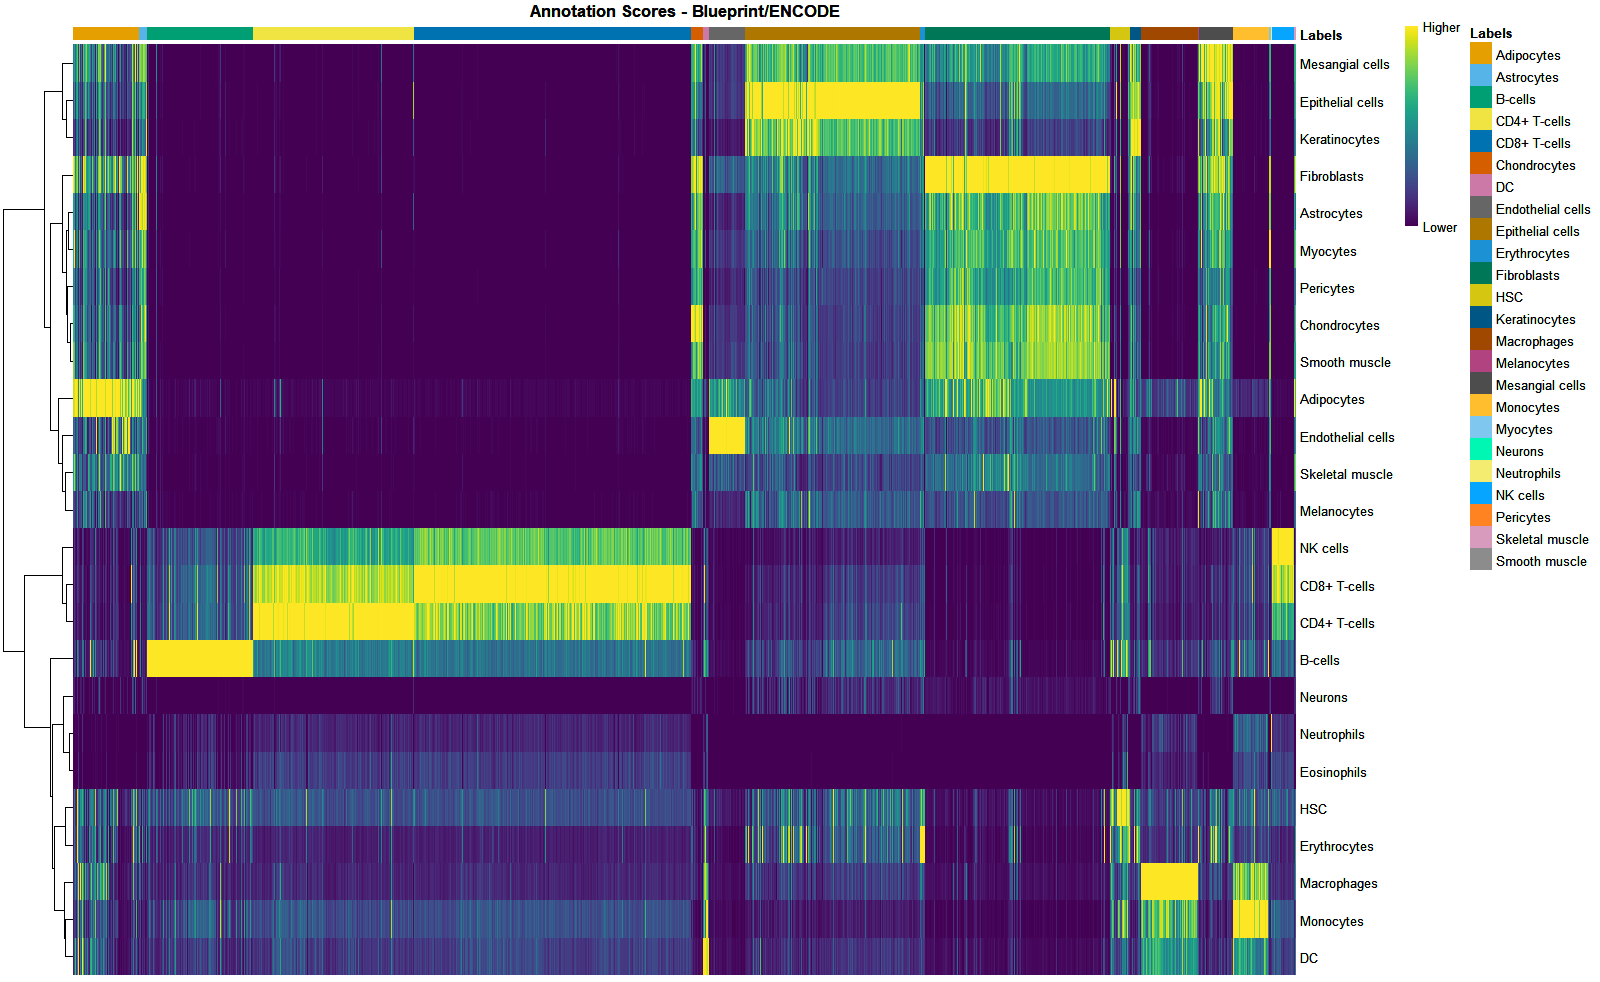 Annotation Scores - Blueprint/ENCODE
Labels
Mesangial cells
Epithelial cells
Keratinocytes
Fibroblasts
Astrocytes
Myocytes
Pericytes
Chondrocytes
Smooth muscle
Adipocytes
Endothelial cells
Skeletal muscle
Melanocytes
NK cells
CD8+ T-cells
CD4+ T-cells
B-cells
Neurons
Neutrophils
Eosinophils
HSC
Erythrocytes
Macrophages
Monocytes
DC
Higher
Lower
Labels
Adipocytes
Astrocytes
B-cells
CD4+ T-cells
CD8+ T-cells
Chondrocytes
DC
Endothelial cells
Epithelial cells
Erythrocytes
Fibroblasts
HSC
Keratinocytes
Macrophages
Melanocytes
Mesangial cells
Monocytes
Myocytes
Neurons
Neutrophils
NK cells
Pericytes
Skeletal muscle
Smooth muscle